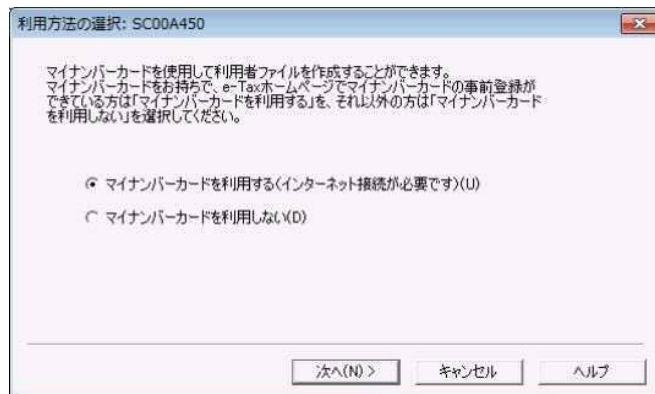 利用方法の選択: SC00A450
マイナンバーカードを使用して利用者ファイルを作成することができます。
マイナンバーカードをお持ちで、e-Taxホームページでマイナンバーカードの事前登録が
できている方は「マイナンバーカードを利用する」を、それ以外の方は「マイナンバーカード
を利用しない」を選択してください。
マイナンバーカードを利用する(インターネット接続が必要です)(U)
マイナンバーカードを利用しない(D)
次へ(N) >
キャンセル
ヘルプ